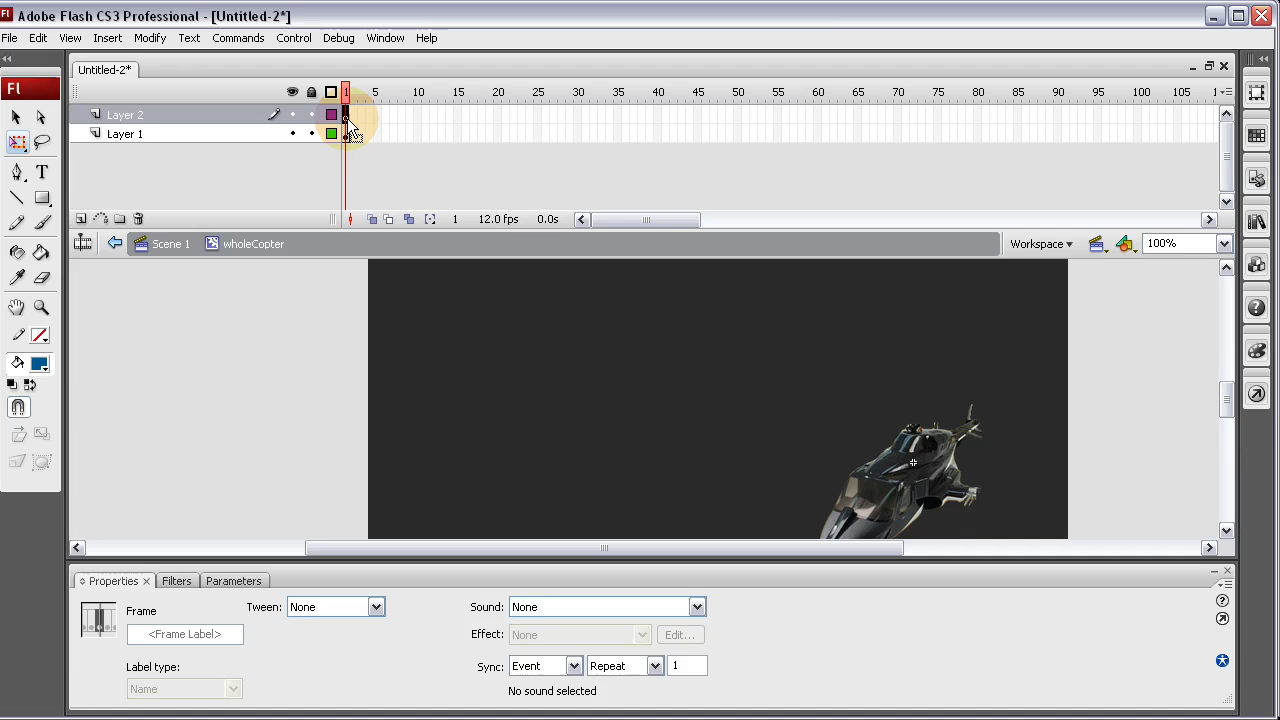 Fl Adobe Flash CS3 Professional - [Untitled-2*]
File Edit View Insert Modify Text Commands Control Debug Window Help
Untitled-2*
Fl
1 5 10 15 20 25 30 35 40 45 50 55 60 65 70 75 80 85 90 95 100 105 1
Layer 2
Layer 1
T
1 12.0 fps 0.0s
Scene 1 wholeCopter Workspace 100%
Properties Filters Parameters
Frame Tween: None Sound: None
<Frame Label> Effect: None Edit...
Label type: Sync: Event Repeat 1
Name No sound selected